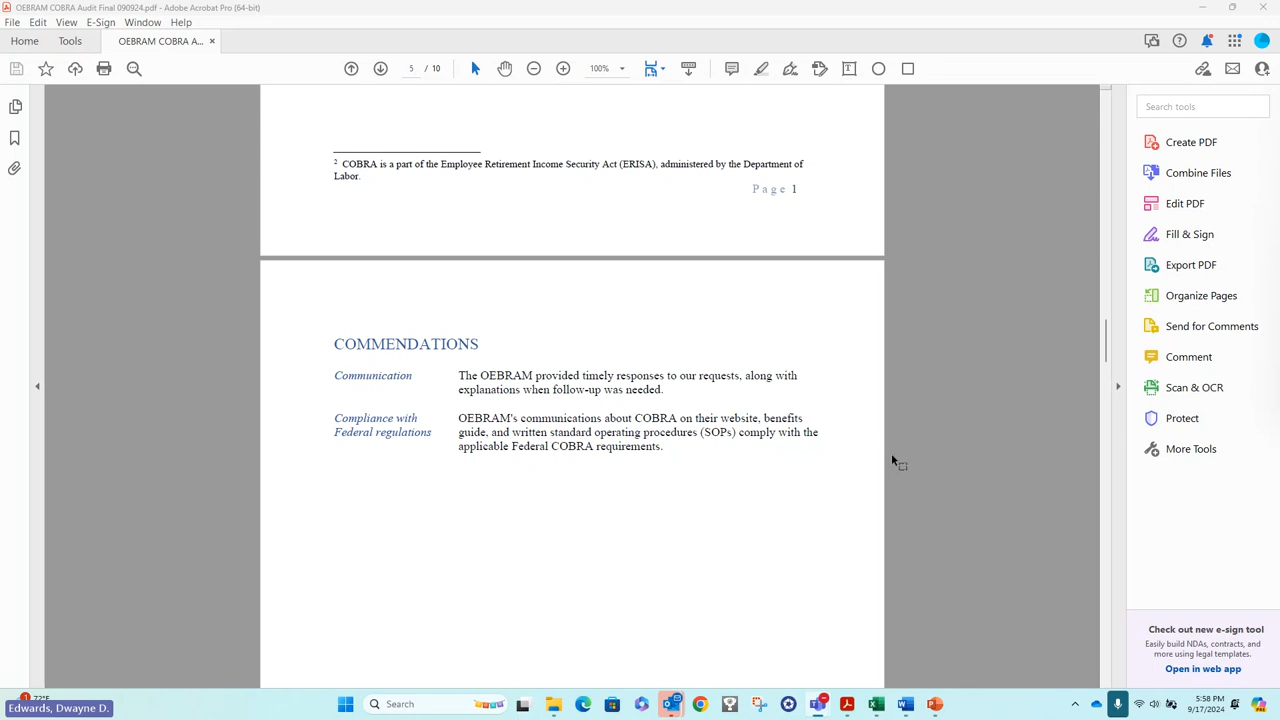 OEBRAM COBRA Audit Final 090924.pdf - Adobe Acrobat Pro (64-bit)
File Edit View E-Sign Window Help
Home Tools OEBRAM COBRA A... ×
5 / 10 100%
2 COBRA is a part of the Employee Retirement Income Security Act (ERISA), administered by the Department of
Labor.
Page 1
COMMENDATIONS
Communication The OEBRAM provided timely responses to our requests, along with
explanations when follow-up was needed.
Compliance with OEBRAM's communications about COBRA on their website, benefits
Federal regulations guide, and written standard operating procedures (SOPs) comply with the
applicable Federal COBRA requirements.
Search tools
Create PDF
Combine Files
Edit PDF
Fill & Sign
Export PDF
Organize Pages
Send for Comments
Comment
Scan & OCR
Protect
More Tools
Check out new e-sign tool
Easily build NDAs, contracts, and
more using legal templates.
Open in web app
Edwards, Dwayne D.
Search
5:58 PM
9/17/2024